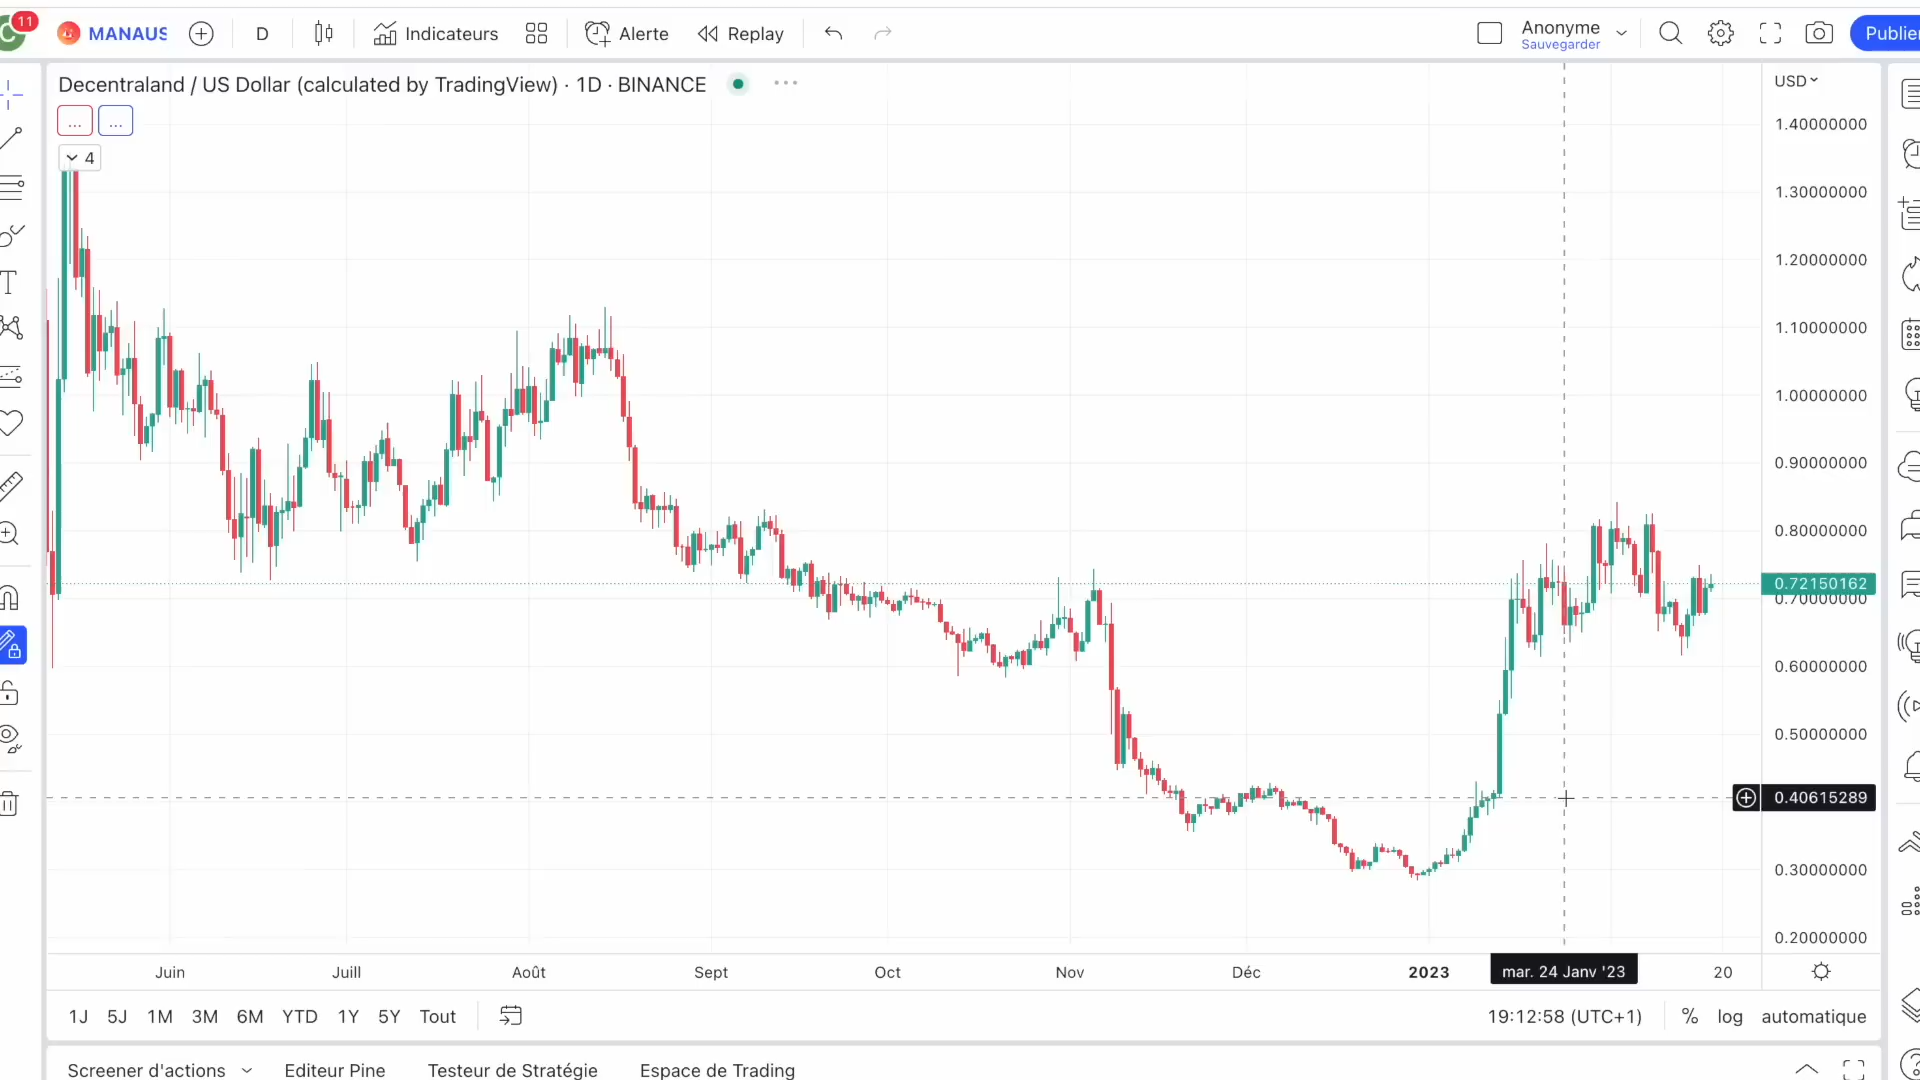 11
C
MANAUS
D
Indicateurs
Alerte
Replay
Anonyme
Sauvegarder
Publier
Decentraland / US Dollar (calculated by TradingView) · 1D · BINANCE
USD
...
...
4
1.40000000
1.30000000
1.20000000
1.10000000
1.00000000
0.90000000
0.80000000
0.72150162
0.70000000
0.60000000
0.50000000
0.40615289
0.30000000
0.20000000
Juin
Juill
Août
Sept
Oct
Nov
Déc
2023
mar. 24 Janv '23
20
1J
5J
1M
3M
6M
YTD
1Y
5Y
Tout
19:12:58 (UTC+1)
%
log
automatique
Screener d'actions
Editeur Pine
Testeur de Stratégie
Espace de Trading